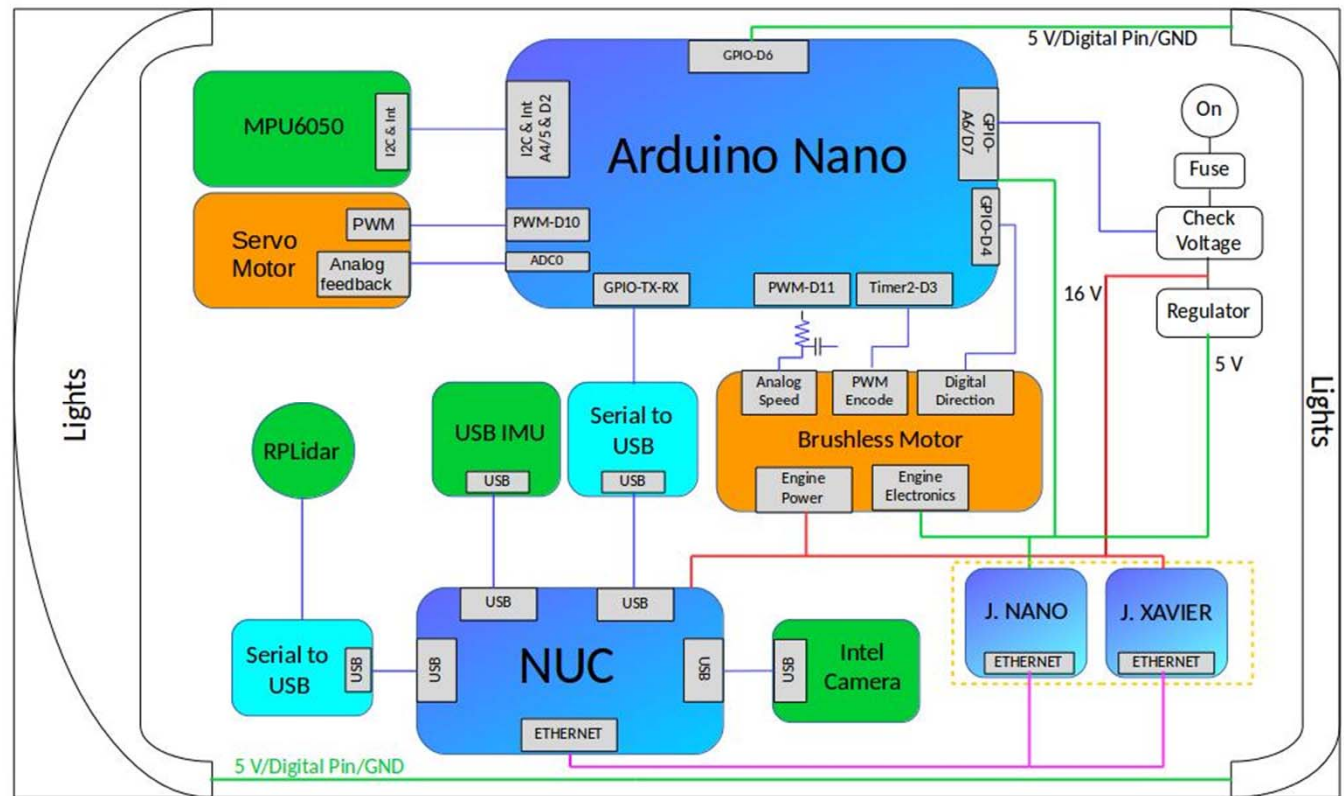 5 V/Digital Pin/GND
GPIO-D6
MPU6050
I2C & Int
I2C & Int
A4/5 & D2
Arduino Nano
GPIO-
A6/D7
On
Fuse
Check
Voltage
Servo
Motor
PWM
Analog
feedback
PWM-D10
ADC0
GPIO-D4
GPIO-TX-RX
PWM-D11
Timer2-D3
16 V
Regulator
5 V
Lights
Lights
RPLidar
USB IMU
USB
Serial to
USB
USB
Analog
Speed
PWM
Encode
Digital
Direction
Brushless Motor
Engine
Power
Engine
Electronics
Serial to
USB
USB
USB
USB
USB
NUC
USB
ETHERNET
USB
Intel
Camera
J. NANO
ETHERNET
J. XAVIER
ETHERNET
5 V/Digital Pin/GND